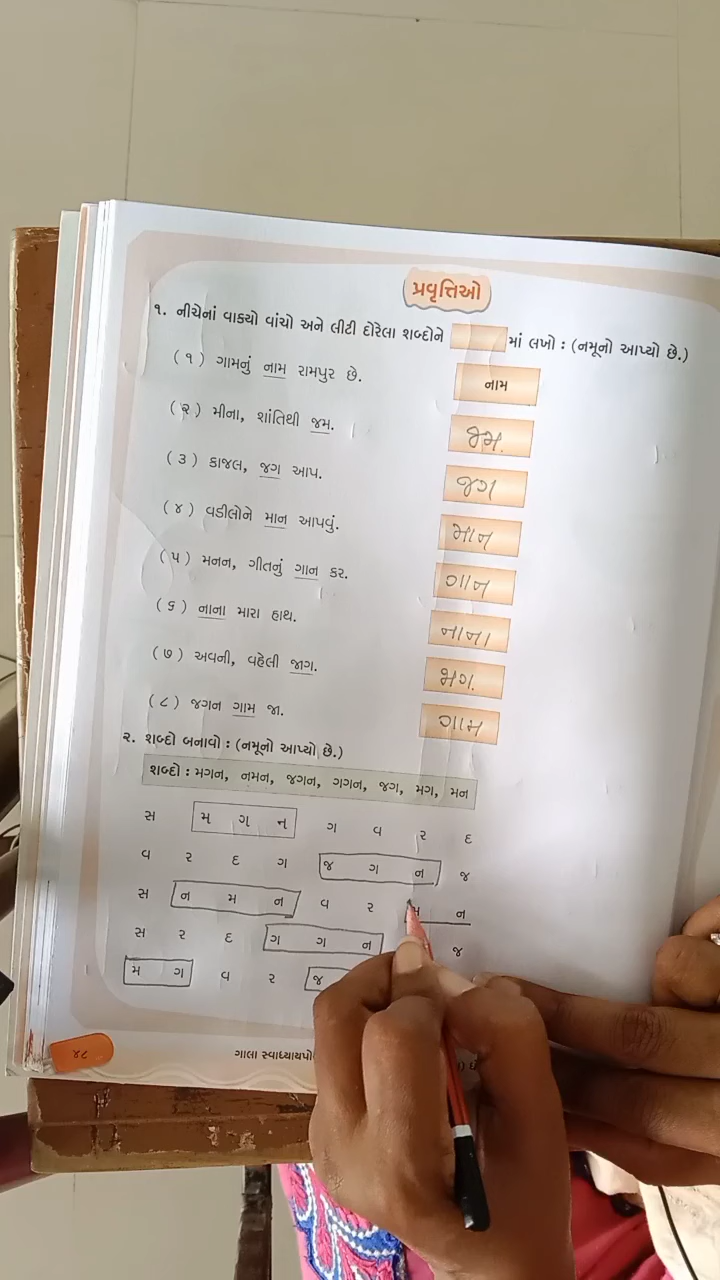 પ્રવૃત્તિઓ
૧. નીચેનાં વાક્યો વાંચો અને લીટી દોરેલા શબ્દોને માં લખો : (નમૂનો આપ્યો છે.)
(૧) ગામનું નામ રામપુર છે. નામ
(૨) મીના, શાંતિથી જમ. જમ.
(૩) કાજલ, જગ આપ. જગ
(૪) વડીલોને માન આપવું. માન
(૫) મનન, ગીતનું ગાન કર. ગાન
(૬) નાના મારા હાથ. નાના
(૭) અવની, વહેલી જાગ. જાગ.
(૮) જગન ગામ જા. ગામ
૨. શબ્દો બનાવો : (નમૂનો આપ્યો છે.)
શબ્દો : મગન, નમન, જગન, ગગન, જગ, મગ, મન
સ મ ગ ન ગ વ ર દ
વ ર દ ગ જ ગ ન જ
સ ન મ ન વ ર મ ન
સ ર દ ગ ગ ન જ
મ ગ વ ર જ
૪૮
ગાલા સ્વાધ્યાયપો